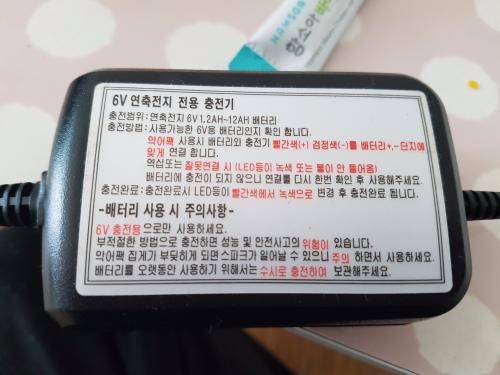 HANSOB
함소아 바
6V 연축전지 전용 충전기
충전범위 : 연축전지 6V 1.2AH~12AH 배터리
충전방법 : 사용가능한 6V용 배터리인지 확인 합니다.
악어팩 사용시 배터리와 충전기 빨간색(+) 검정색(-)를 배터리+,-단지에
맞게 연결 합니다.
역심또는 잘못연결 시 (LED등이 녹색 또는 불이 안 들어옴)
배터리에 충전이 되지 않으니 연결를 다시 한번 확인 후 사용해주세요.
충전완료 : 충전완료시 LED등이 빨간색에서 녹색으로 변경 후 충전완료 됩니다.
-배터리 사용 시 주의사항-
6V 충전용 으로만 사용하세요.
부적절한 방법으로 충전하면 성능 및 안전사고의 위험이 있습니다.
악어팩 집게가 부딪히게 되면 스파크가 일어날 수 있으니 주의 하면서 사용하세요.
배터리를 오랫동안 사용하기 위해서는 수시로 충전하여 보관해주세요.